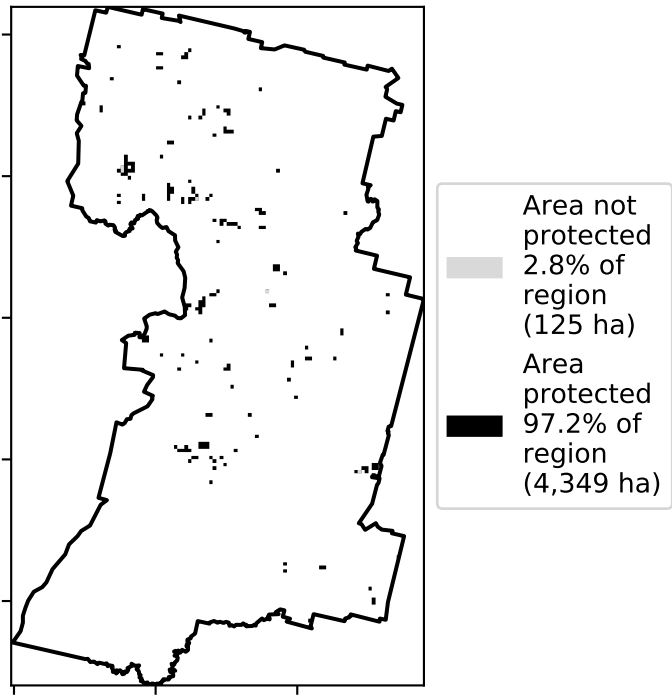 Area not
protected
2.8% of
region
(125 ha)
Area
protected
97.2% of
region
(4,349 ha)